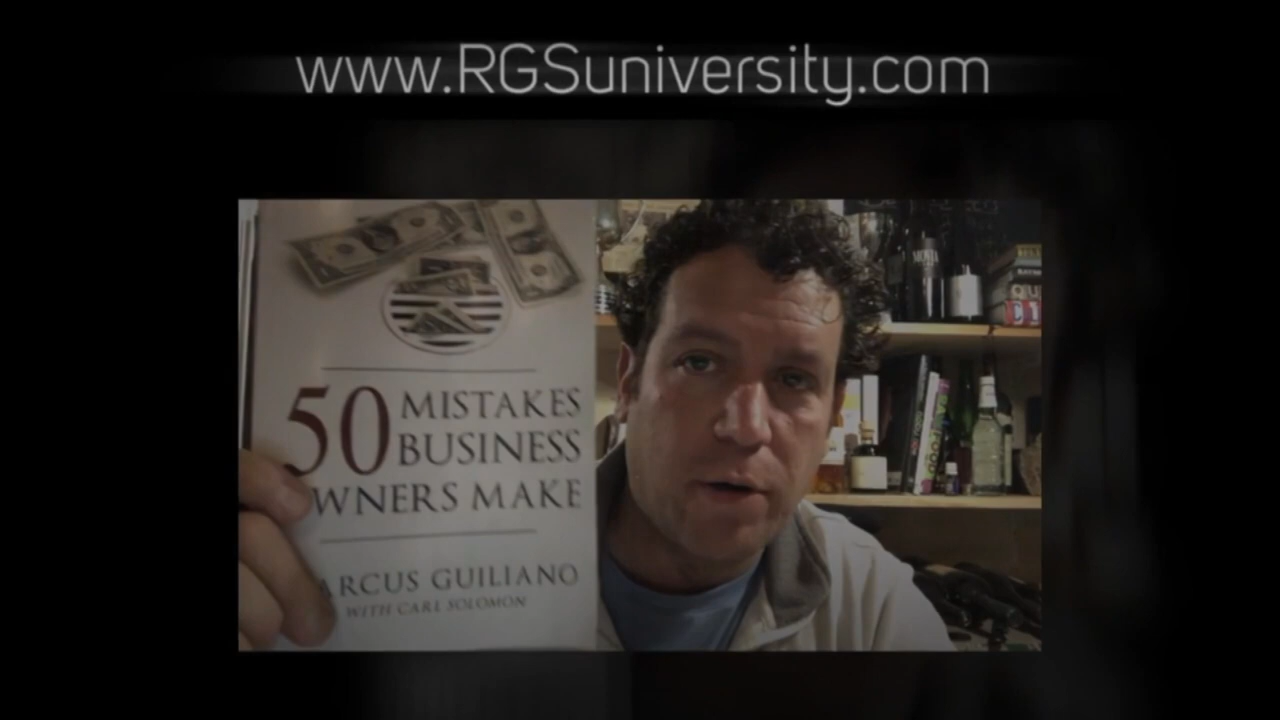 www.RGSuniversity.com
50 MISTAKES
BUSINESS
WNERS MAKE
ARCUS GUILIANO
WITH CARL SOLOMON